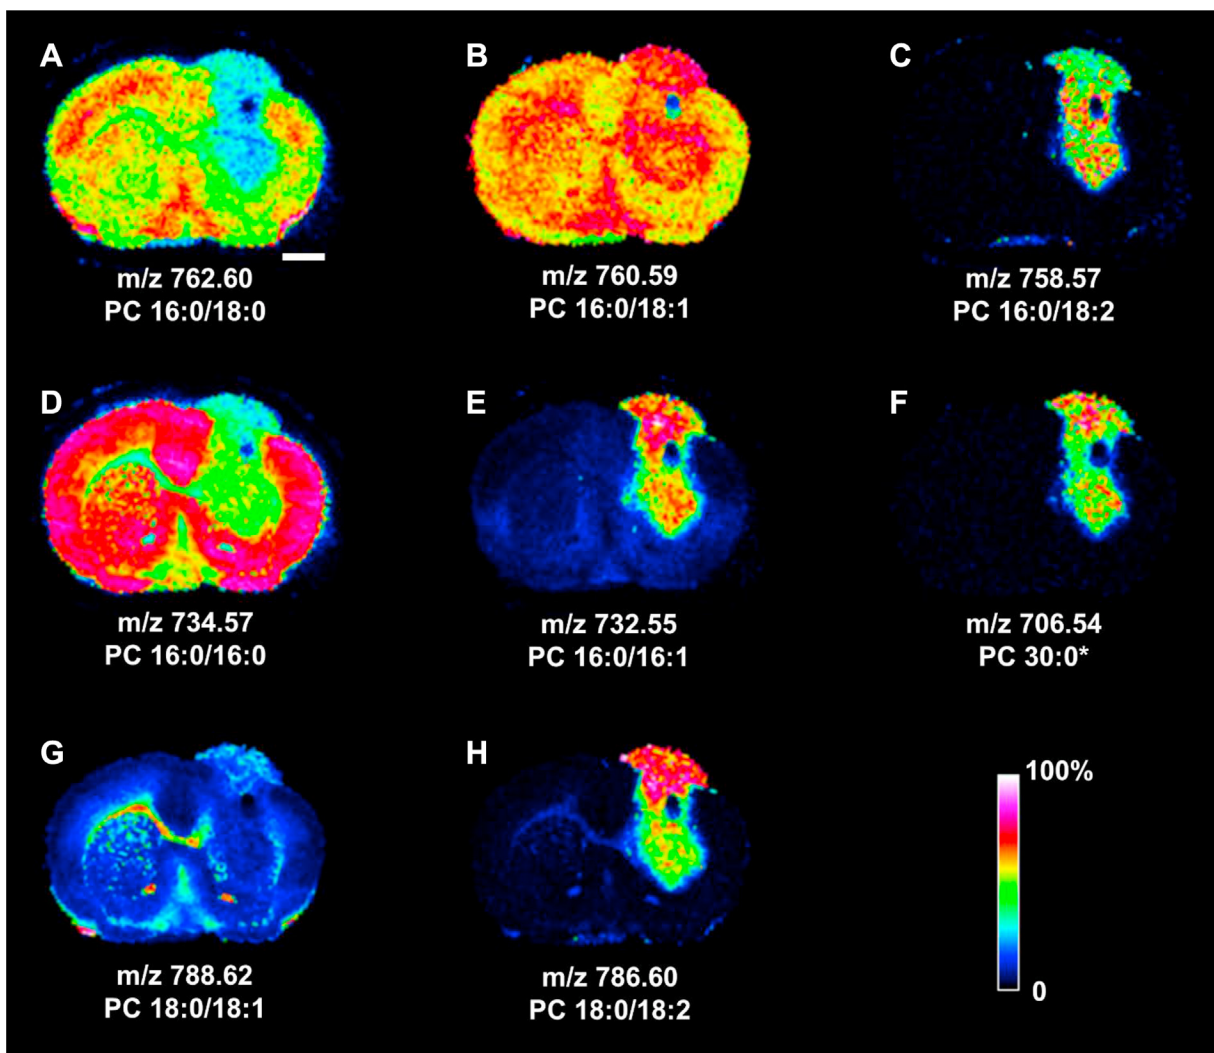 A
B
C
m/z 762.60
PC 16:0/18:0
m/z 760.59
PC 16:0/18:1
m/z 758.57
PC 16:0/18:2
D
E
F
m/z 734.57
PC 16:0/16:0
m/z 732.55
PC 16:0/16:1
m/z 706.54
PC 30:0*
G
H
100%
0
m/z 788.62
PC 18:0/18:1
m/z 786.60
PC 18:0/18:2